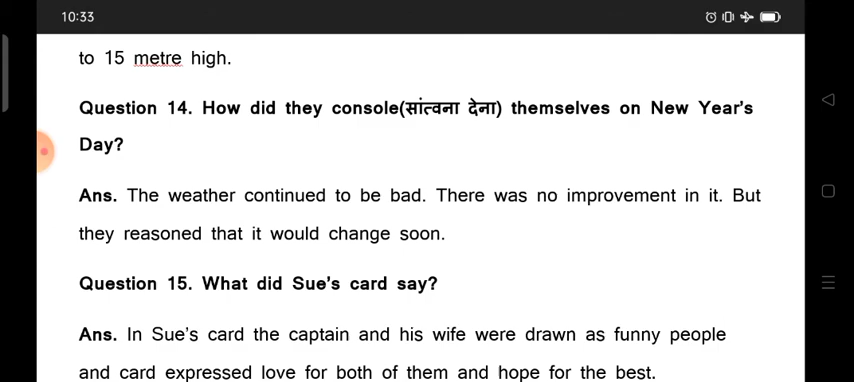 10:33
to 15 metre high.
Question 14. How did they console(सांत्वना देना) themselves on New Year's
Day?
Ans. The weather continued to be bad. There was no improvement in it. But
they reasoned that it would change soon.
Question 15. What did Sue's card say?
Ans. In Sue's card the captain and his wife were drawn as funny people
and card expressed love for both of them and hope for the best.